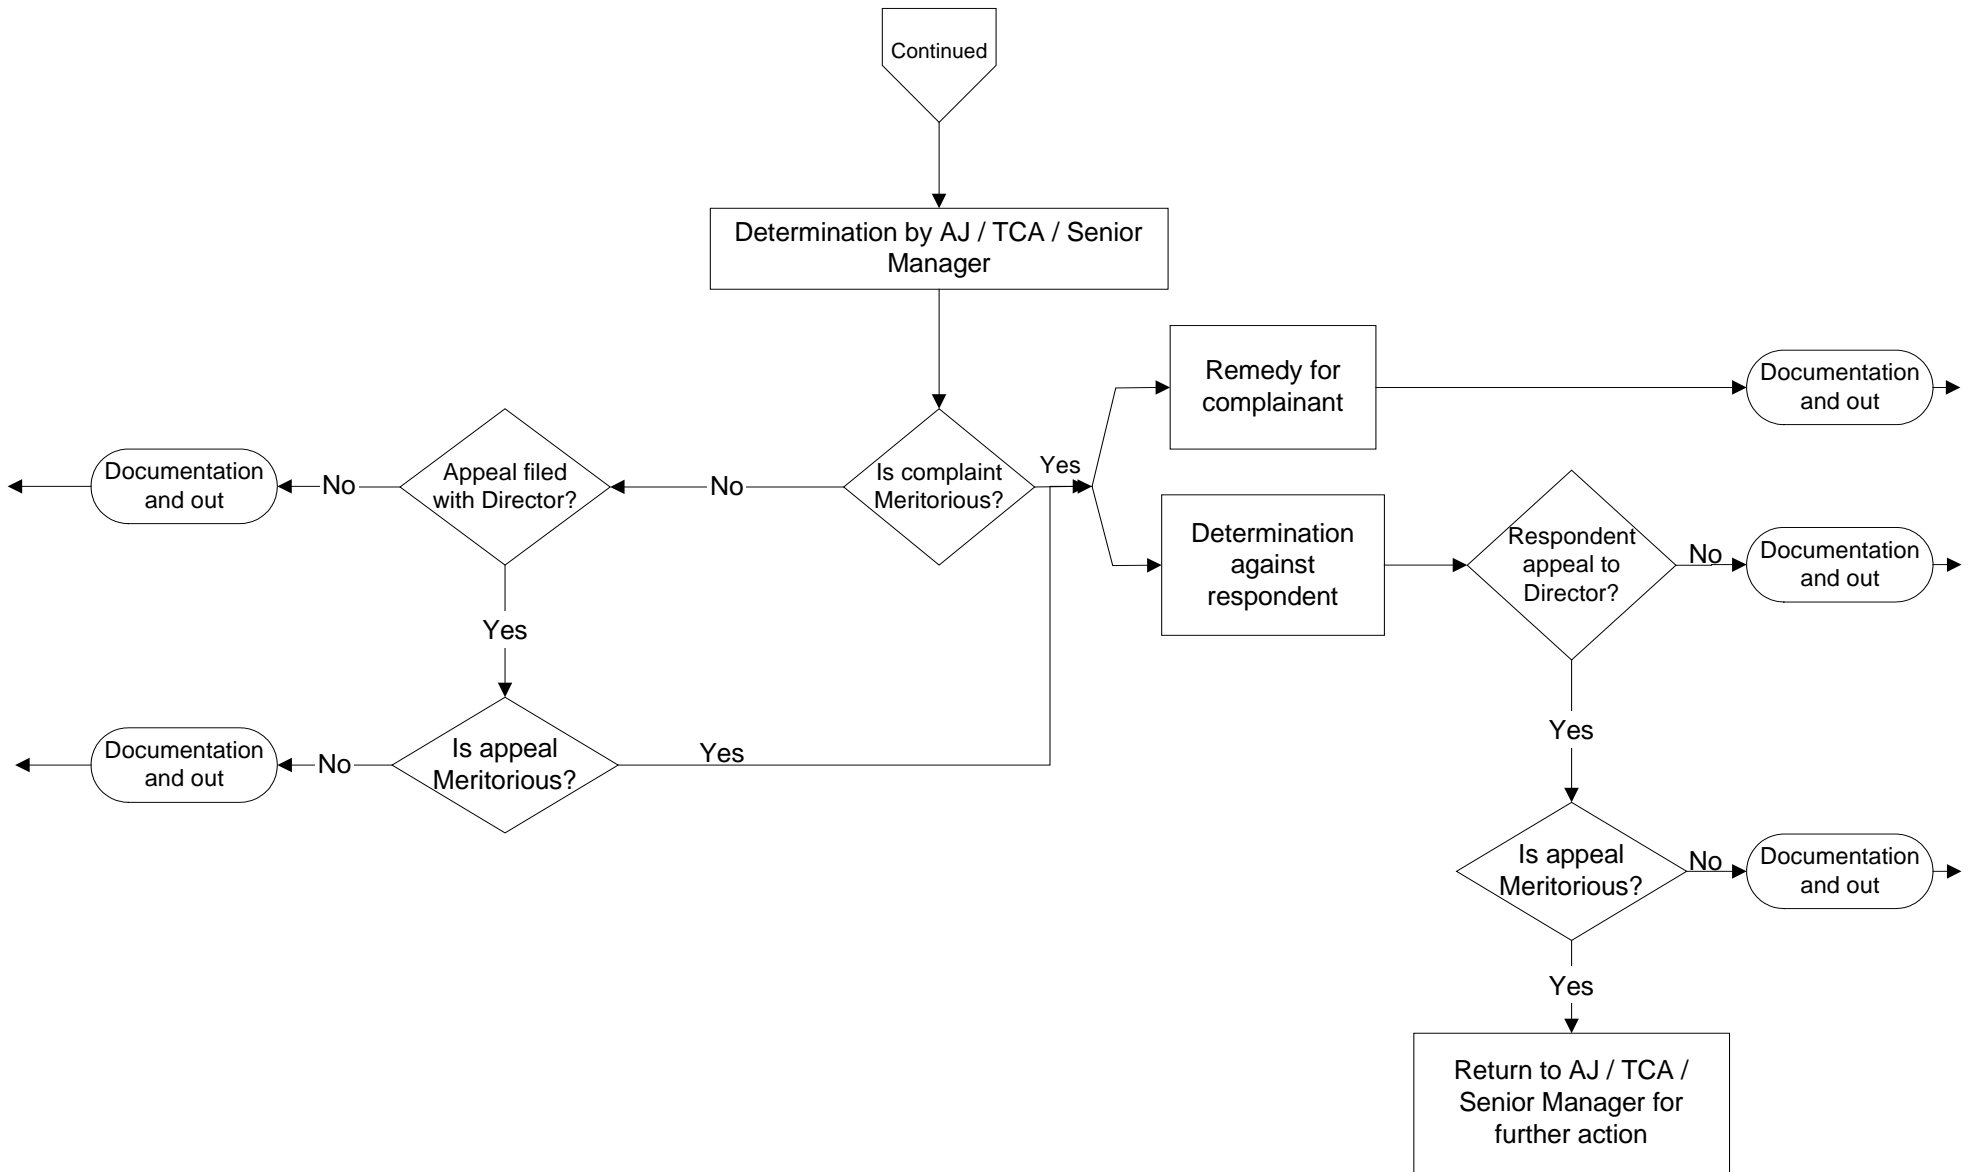 Continued
Determination by AJ / TCA / Senior
Manager
Remedy for
complainant
Documentation
and out
Documentation
and out
No
Appeal filed
with Director?
No
Is complaint
Meritorious?
Yes
Determination
against
respondent
Respondent
appeal to
Director?
No
Documentation
and out
Yes
Yes
Documentation
and out
No
Is appeal
Meritorious?
Yes
Is appeal
Meritorious?
No
Documentation
and out
Yes
Return to AJ / TCA /
Senior Manager for
further action